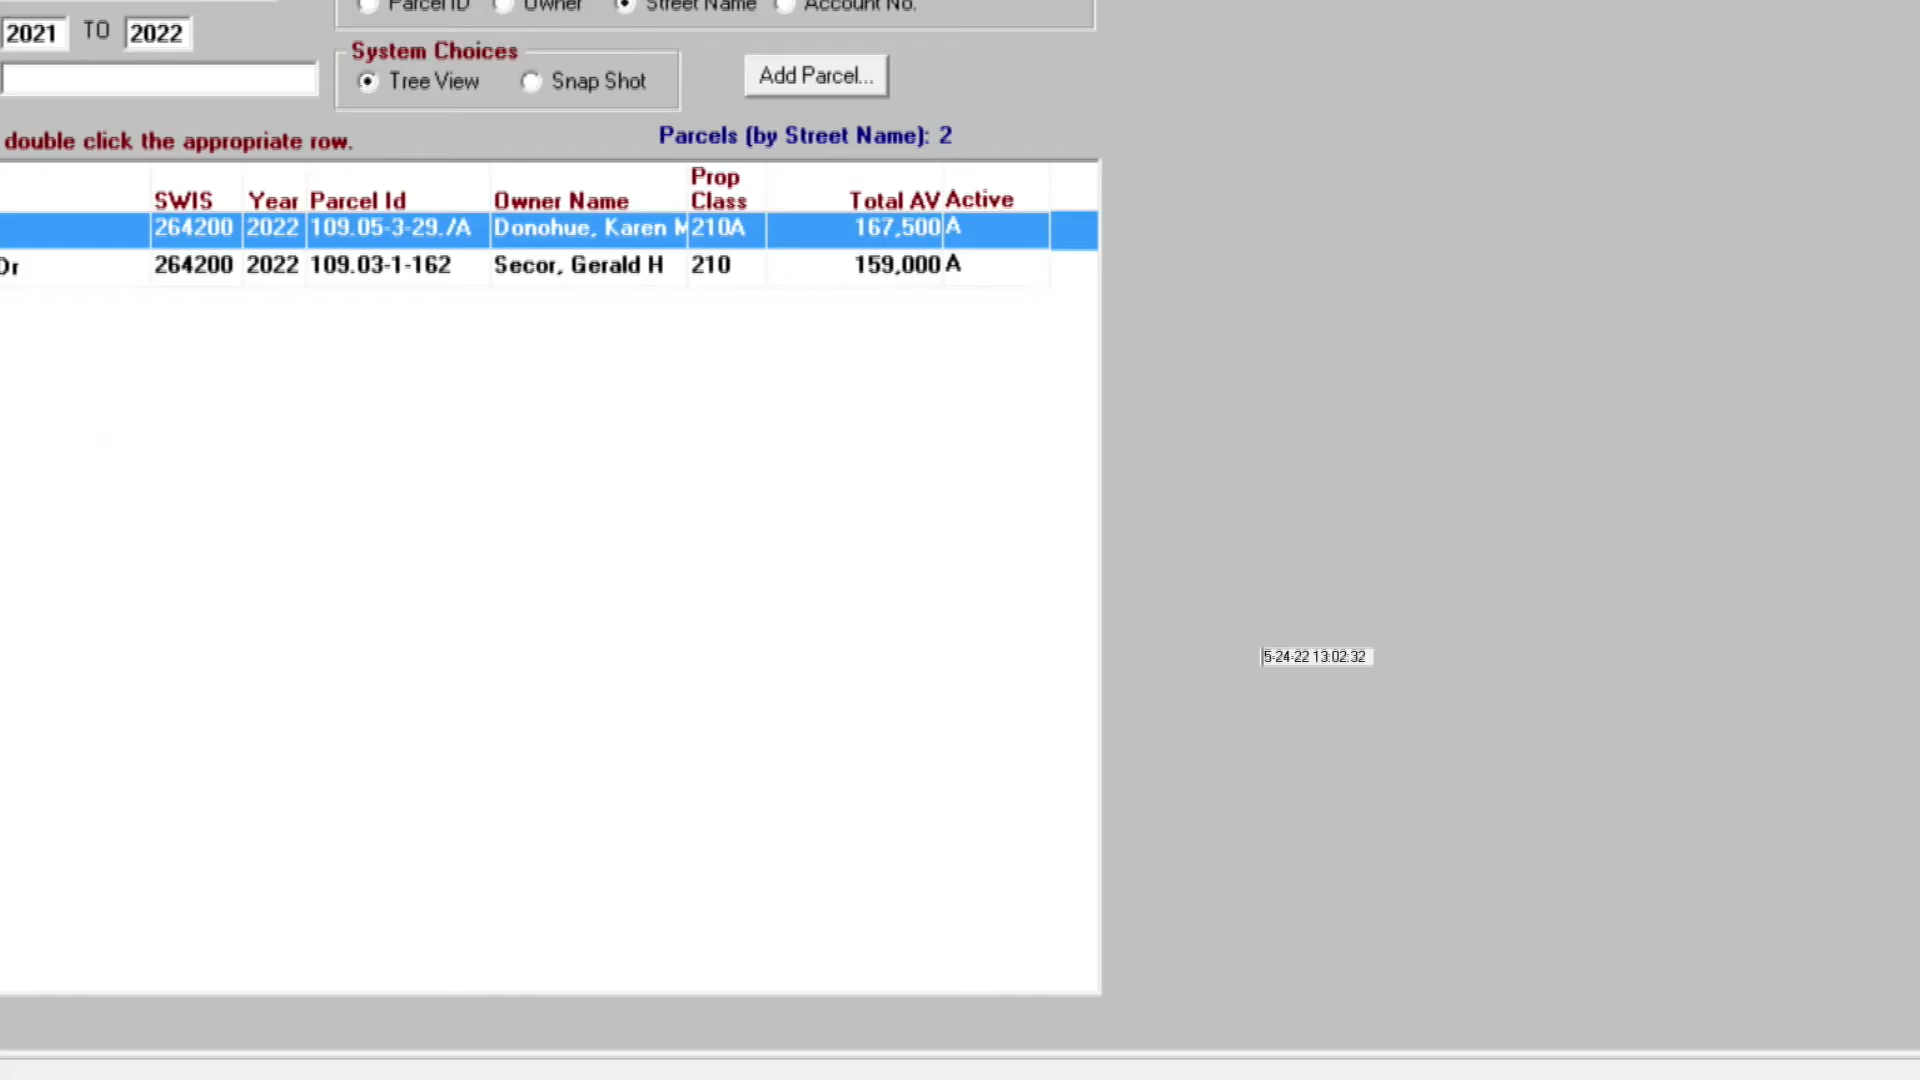 Parcel ID Owner Street Name Account No.
2021 TO 2022
System Choices
Tree View Snap Shot
Add Parcel...
double click the appropriate row.
Parcels (by Street Name): 2
SWIS Year Parcel Id Owner Name Prop Class Total AV Active
264200 2022 109.05-3-29./A Donohue, Karen M 210A 167,500 A
Dr 264200 2022 109.03-1-162 Secor, Gerald H 210 159,000 A
5-24-22 13:02:32